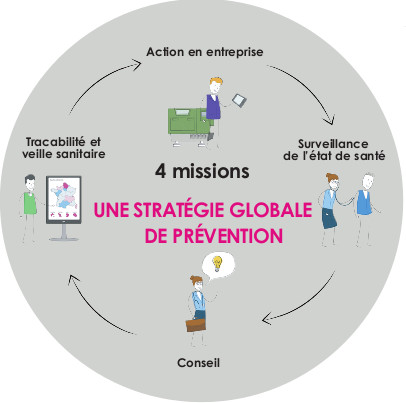 Action en entreprise
Tracabilité et
veille sanitaire
Surveillance
de l'état de santé
4 missions
UNE STRATÉGIE GLOBALE
DE PRÉVENTION
Conseil